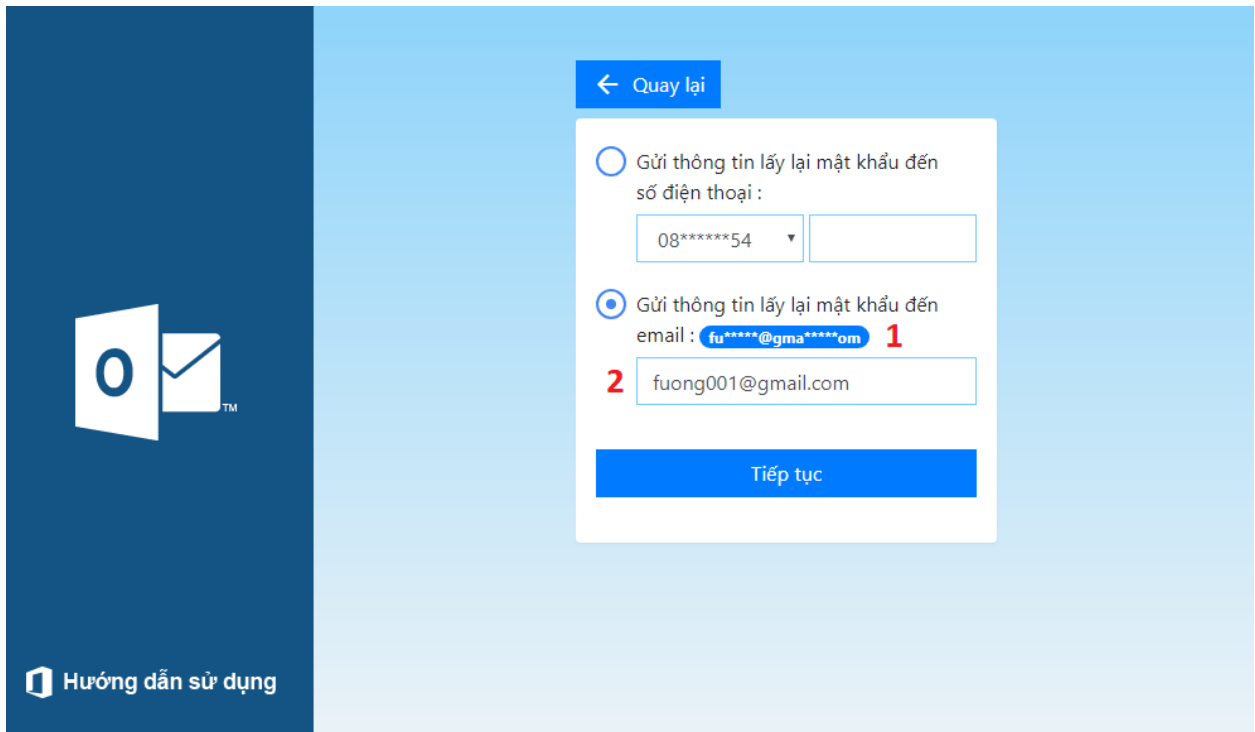 Quay lại
Gửi thông tin lấy lại mật khẩu đến
số điện thoại :
08******54
Gửi thông tin lấy lại mật khẩu đến
email : fu*****@gma*****om 1
2 fuong001@gmail.com
Tiếp tục
O
TM
Hướng dẫn sử dụng